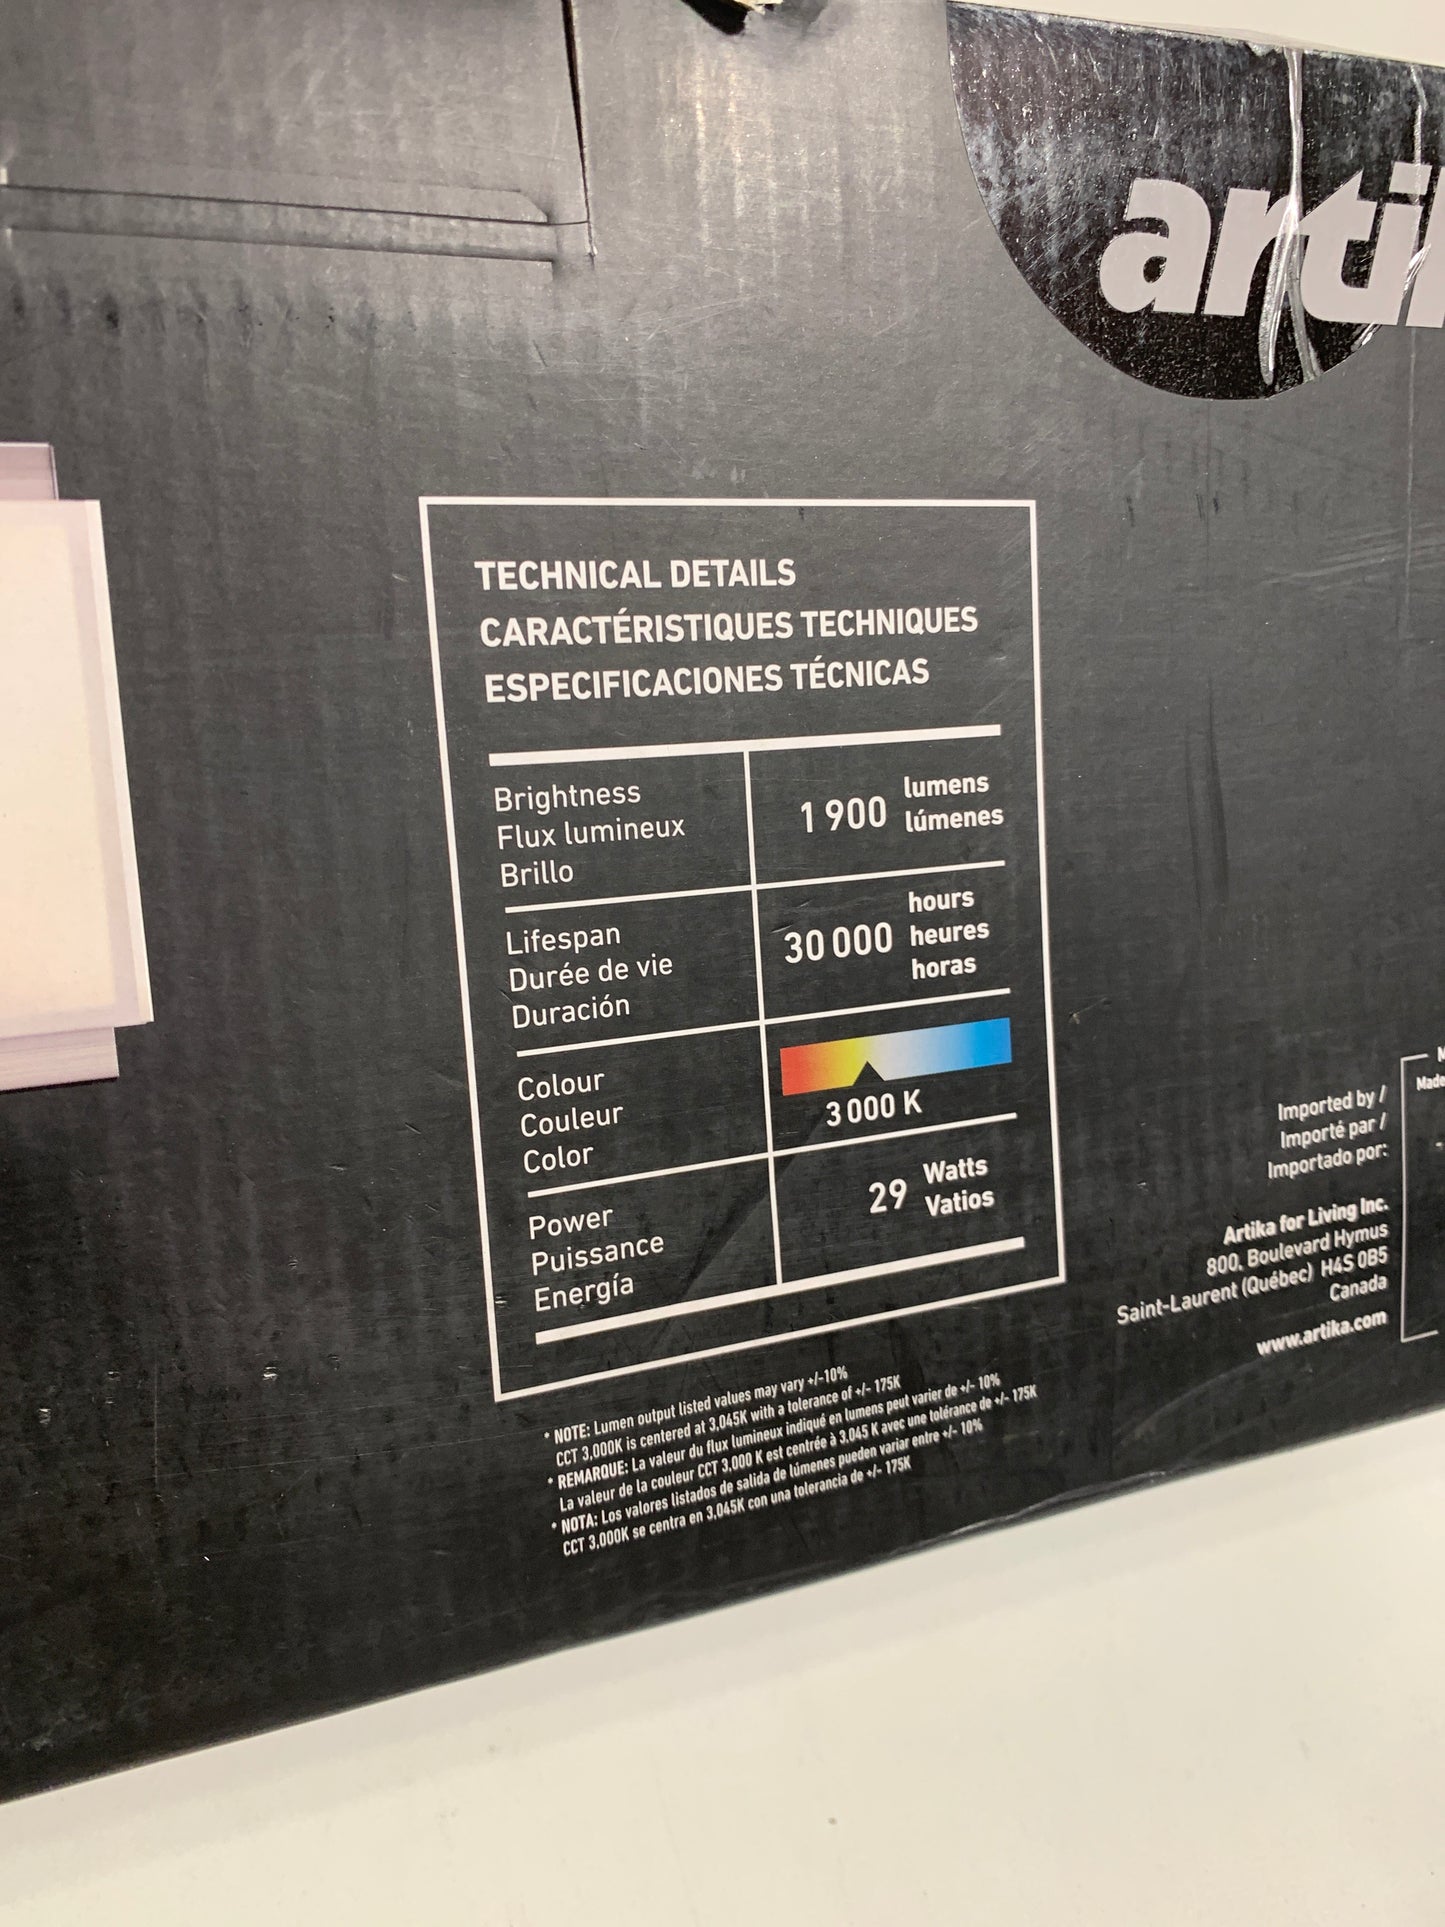 TECHNICAL DETAILS
CARACTÉRISTIQUES TECHNIQUES
ESPECIFICACIONES TÉCNICAS
Brightness
Flux lumineux
Brillo
1 900 lumens
lúmenes
Lifespan
Durée de vie
Duración
30 000 hours
heures
horas
Colour
Couleur
Color
3 000 K
Power
Puissance
Energía
29 Watts
Vatios
* NOTE: Lumen output listed values may vary +/-10%
CCT 3,000K is centered at 3,045K with a tolerance of +/- 175K
* REMARQUE: La valeur du flux lumineux indiqué en lumens peut varier de +/- 10%
La valeur de la couleur CCT 3,000 K est centrée à 3,045 K avec une tolérance de +/- 175K
* NOTA: Los valores listados de salida de lúmenes pueden variar entre +/- 10%
CCT 3,000K se centra en 3,045K con una tolerancia de +/- 175K
Imported by /
Importé par /
Importado por:
Artika for Living Inc.
800, Boulevard Hymus
Saint-Laurent (Québec) H4S 0B5
Canada
www.artika.com